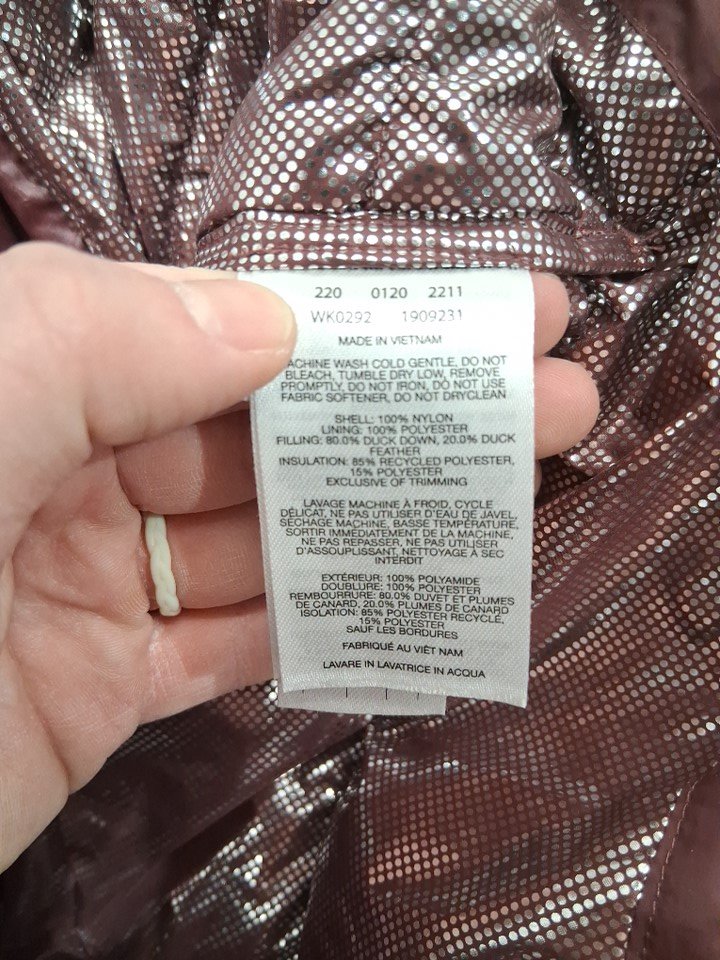 220 0120 2211
WK0292 1909231
MADE IN VIETNAM
ACHINE WASH COLD GENTLE, DO NOT
BLEACH, TUMBLE DRY LOW, REMOVE
PROMPTLY, DO NOT IRON, DO NOT USE
FABRIC SOFTENER, DO NOT DRYCLEAN
SHELL: 100% NYLON
LINING: 100% POLYESTER
FILLING: 80.0% DUCK DOWN, 20.0% DUCK
FEATHER
INSULATION: 85% RECYCLED POLYESTER,
15% POLYESTER
EXCLUSIVE OF TRIMMING
LAVAGE MACHINE À FROID, CYCLE
DÉLICAT, NE PAS UTILISER D'EAU DE JAVEL,
SÉCHAGE MACHINE, BASSE TEMPÉRATURE,
SORTIR IMMEDIATEMENT DE LA MACHINE,
NE PAS REPASSER, NE PAS UTILISER
D'ASSOUPLISSANT, NETTOYAGE À SEC
INTERDIT
EXTÉRIEUR: 100% POLYAMIDE
DOUBLURE: 100% POLYESTER
REMBOURRURE: 80.0% DUVET ET PLUMES
DE CANARD, 20.0% PLUMES DE CANARD
ISOLATION: 85% POLYESTER RECYCLÉ,
15% POLYESTER
SAUF LES BORDURES
FABRIQUÉ AU VIÊT NAM
LAVARE IN LAVATRICE IN ACQUA